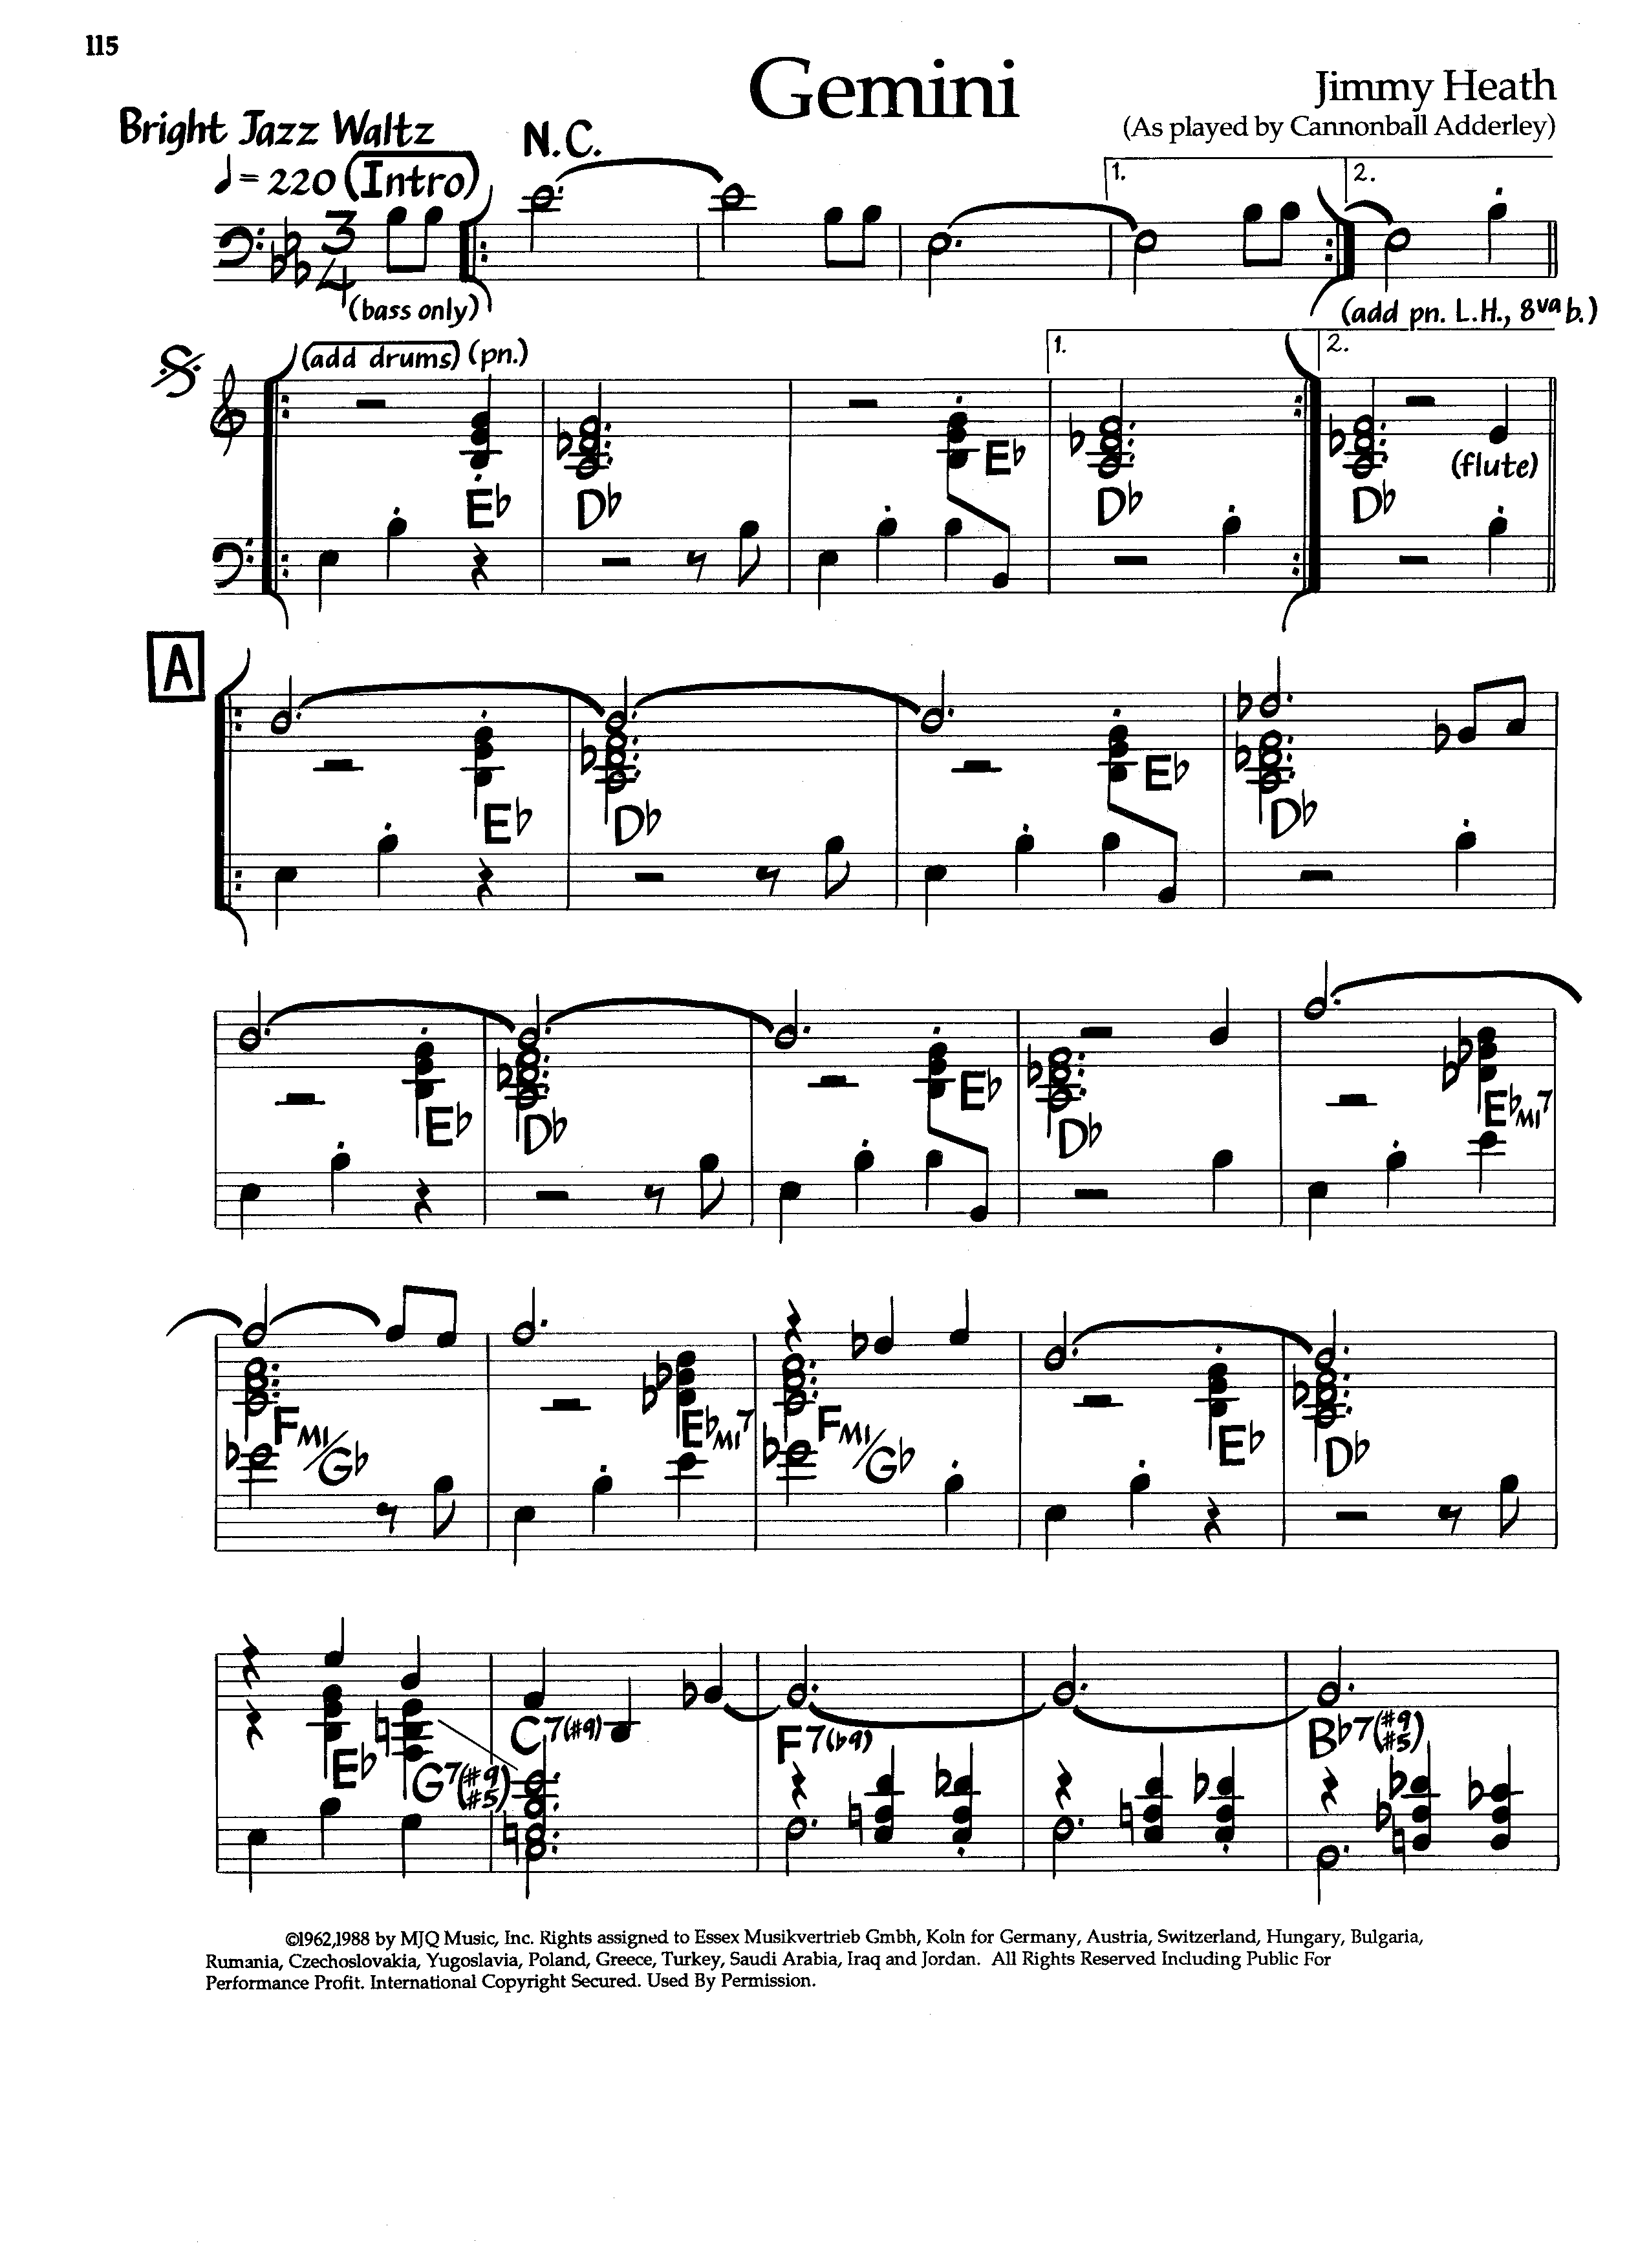 115
Gemini
Jimmy Heath
(As played by Cannonball Adderley)
Bright Jazz Waltz
♩= 220 (Intro)
N.C.
1.
2.
3
4
(bass only)
(add pn. L.H., 8va b.)
(add drums) (pn.)
1.
2.
E♭ D♭ E♭ D♭ D♭
(flute)
A
E♭ D♭ E♭ D♭
E♭ D♭ E♭ D♭ E♭MI7
FMI/G♭ E♭MI7 FMI/G♭ E♭ D♭
E♭ G7(#9 #5) C7(#9) F7(♭9) B♭7(#9 #5)
©1962,1988 by MJQ Music, Inc. Rights assigned to Essex Musikvertrieb Gmbh, Koln for Germany, Austria, Switzerland, Hungary, Bulgaria,
Rumania, Czechoslovakia, Yugoslavia, Poland, Greece, Turkey, Saudi Arabia, Iraq and Jordan. All Rights Reserved Including Public For
Performance Profit. International Copyright Secured. Used By Permission.